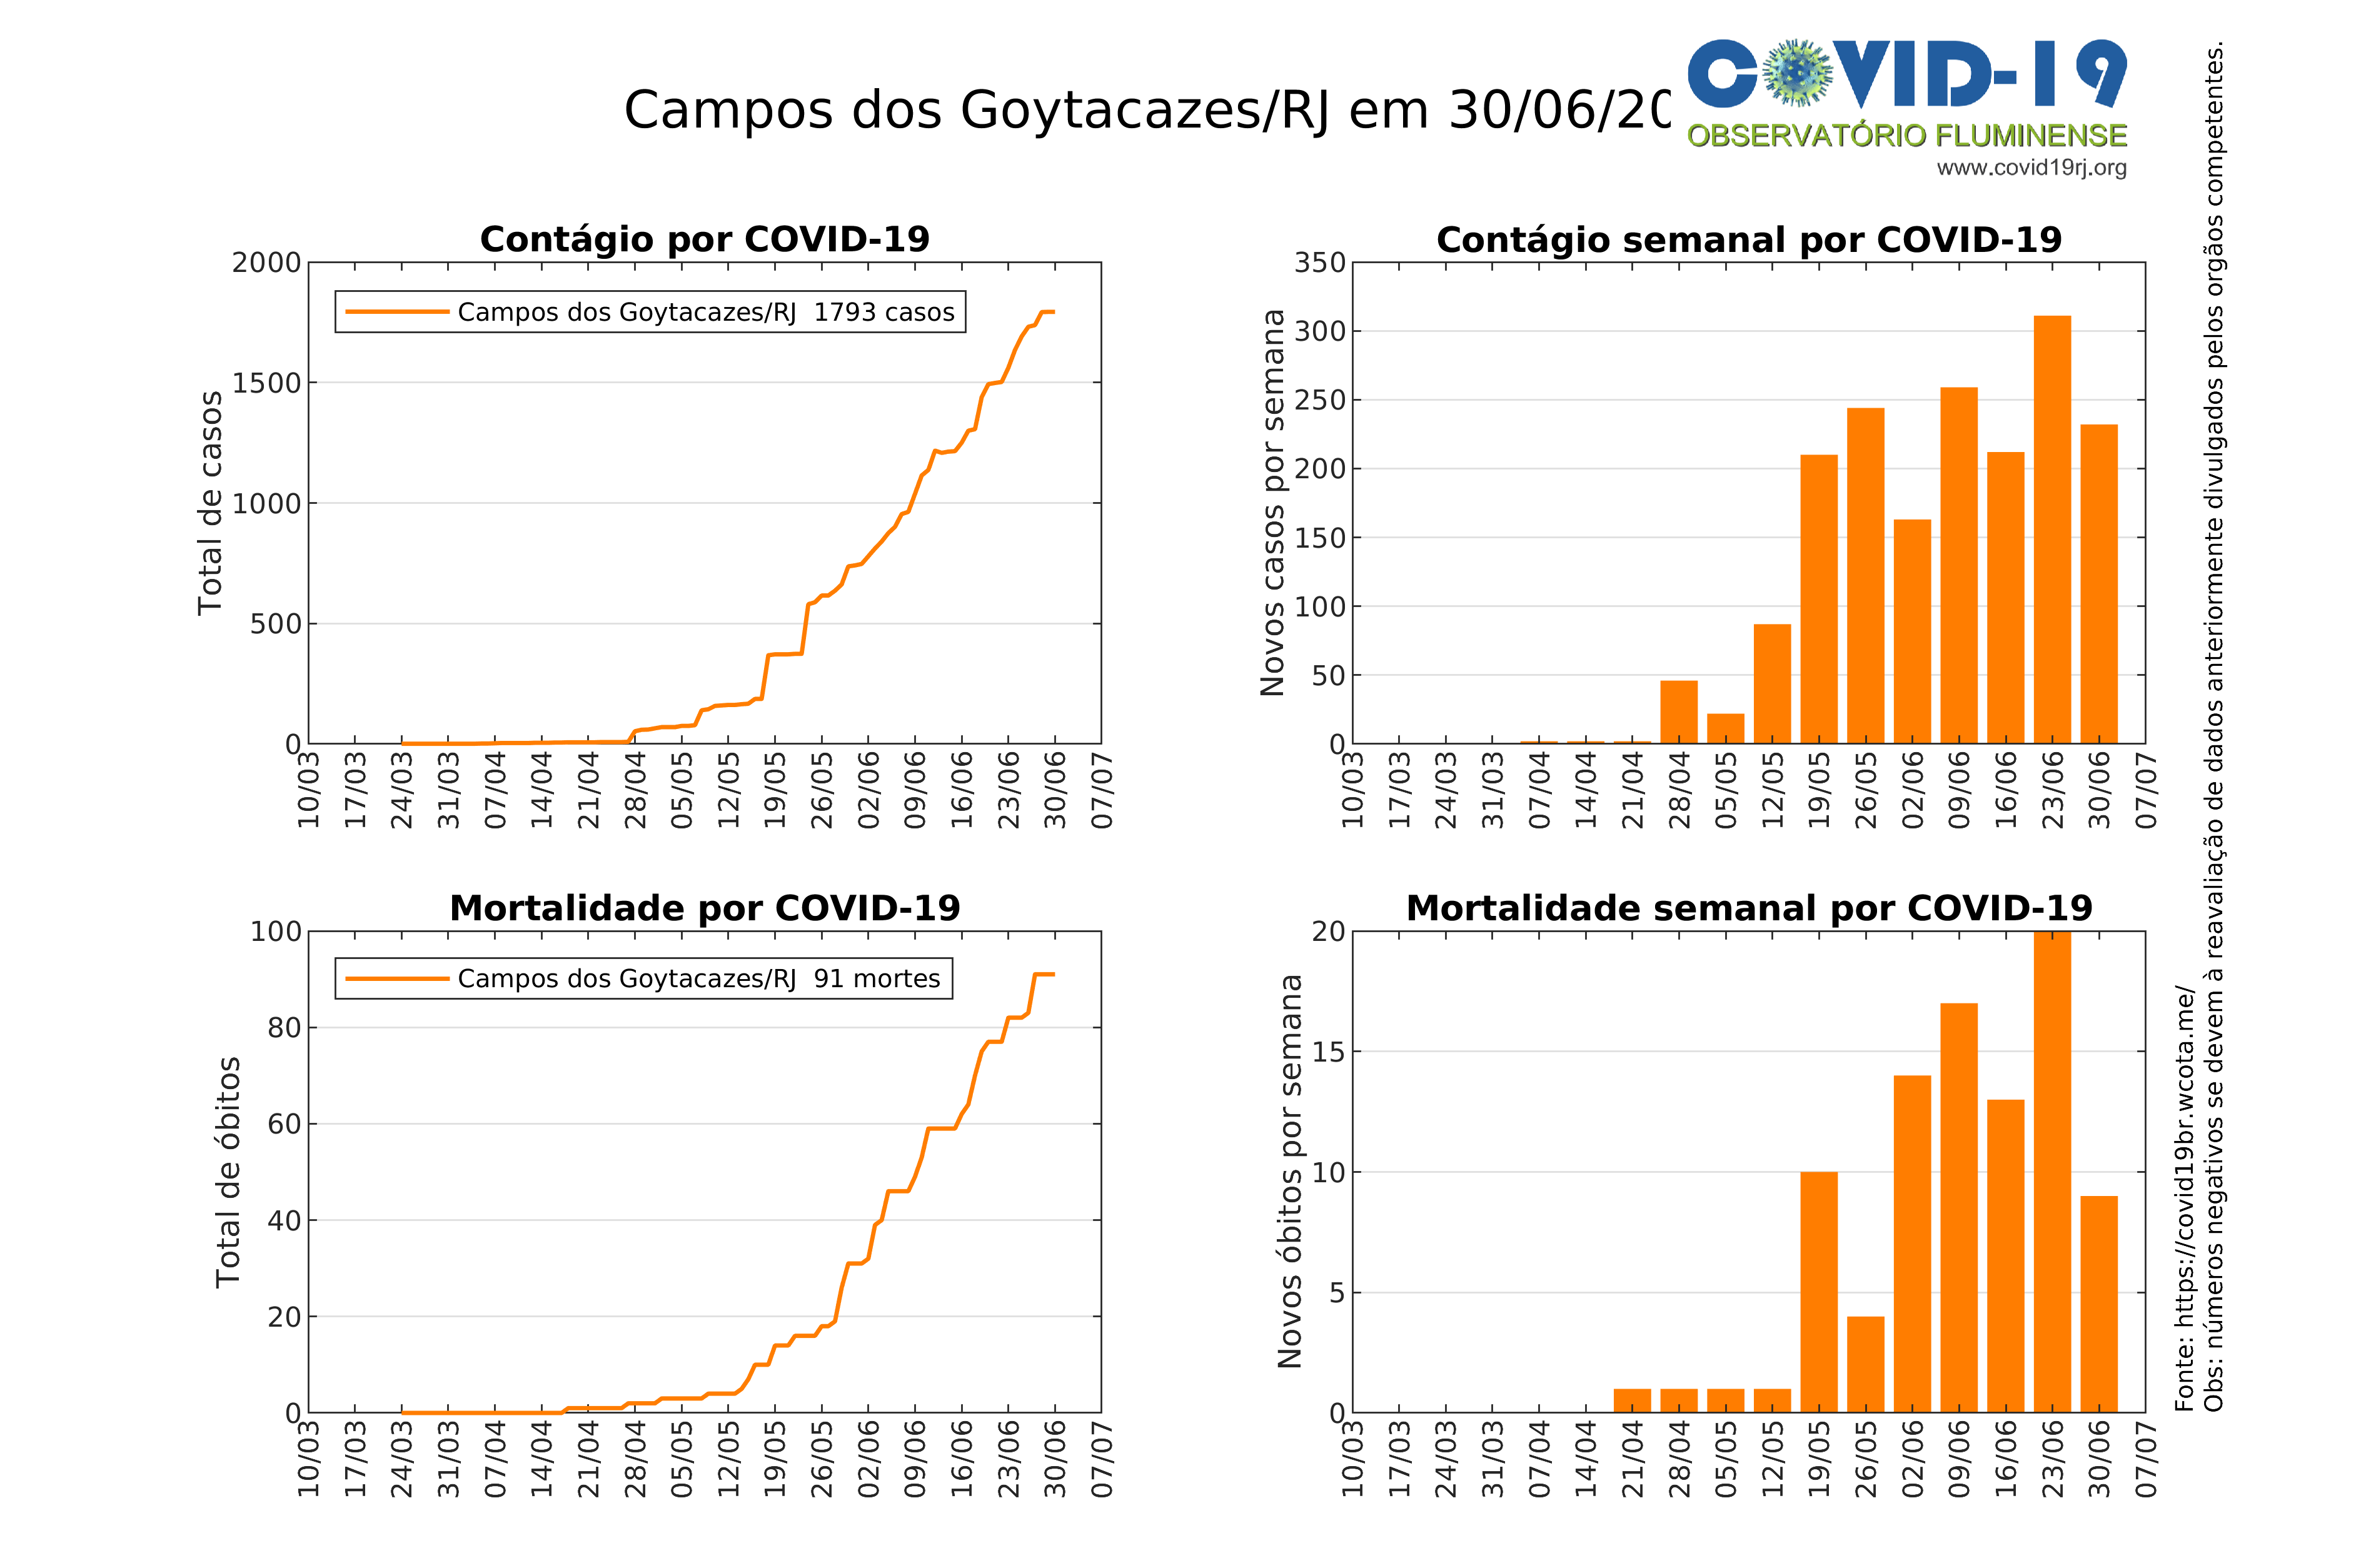 Campos dos Goytacazes/RJ em 30/06/20
COVID-19
OBSERVATÓRIO FLUMINENSE
www.covid19rj.org
Contágio por COVID-19
Total de casos
2000
1500
1000
500
0
Campos dos Goytacazes/RJ 1793 casos
10/03 17/03 24/03 31/03 07/04 14/04 21/04 28/04 05/05 12/05 19/05 26/05 02/06 09/06 16/06 23/06 30/06 07/07
Contágio semanal por COVID-19
Novos casos por semana
350
300
250
200
150
100
50
0
10/03 17/03 24/03 31/03 07/04 14/04 21/04 28/04 05/05 12/05 19/05 26/05 02/06 09/06 16/06 23/06 30/06 07/07
Mortalidade por COVID-19
Total de óbitos
100
80
60
40
20
0
Campos dos Goytacazes/RJ 91 mortes
10/03 17/03 24/03 31/03 07/04 14/04 21/04 28/04 05/05 12/05 19/05 26/05 02/06 09/06 16/06 23/06 30/06 07/07
Mortalidade semanal por COVID-19
Novos óbitos por semana
20
15
10
5
0
10/03 17/03 24/03 31/03 07/04 14/04 21/04 28/04 05/05 12/05 19/05 26/05 02/06 09/06 16/06 23/06 30/06 07/07
Fonte: https://covid19br.wcota.me/
Obs: números negativos se devem à reavaliação de dados anteriormente divulgados pelos orgãos competentes.